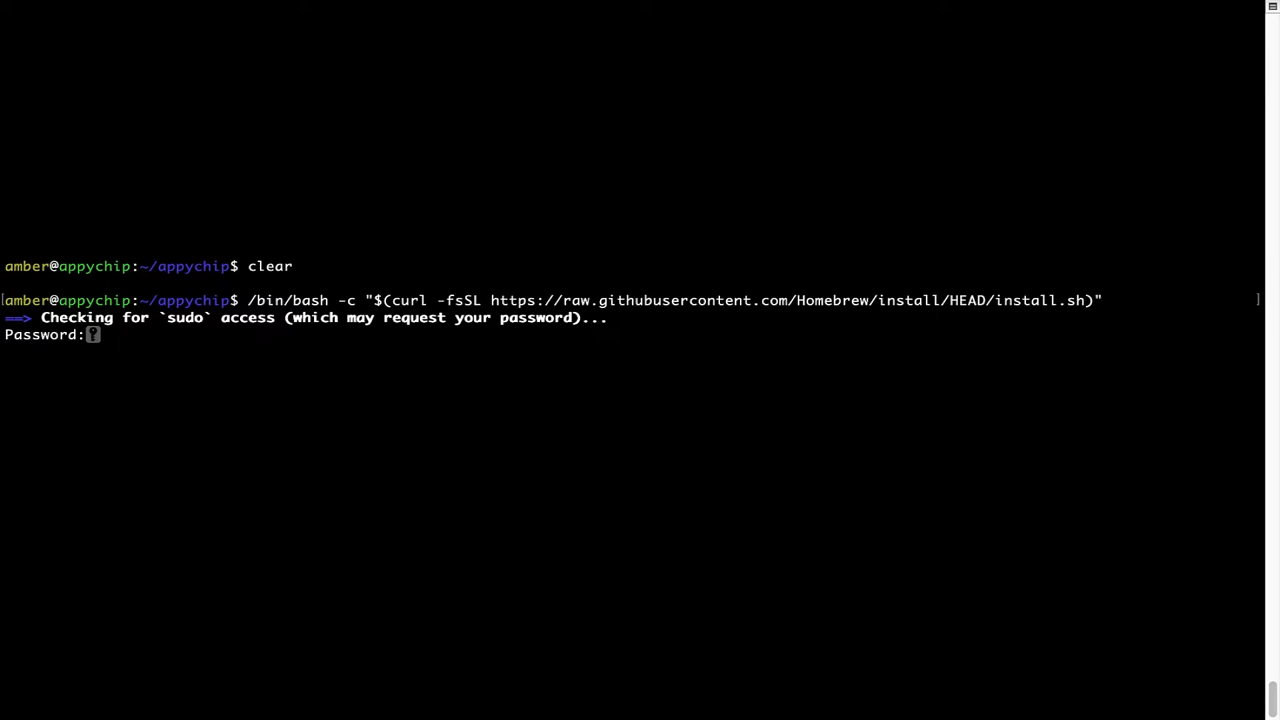 amber@appychip:~/appychip$ clear
amber@appychip:~/appychip$ /bin/bash -c "$(curl -fsSL https://raw.githubusercontent.com/Homebrew/install/HEAD/install.sh)"
==> Checking for `sudo` access (which may request your password)...
Password: